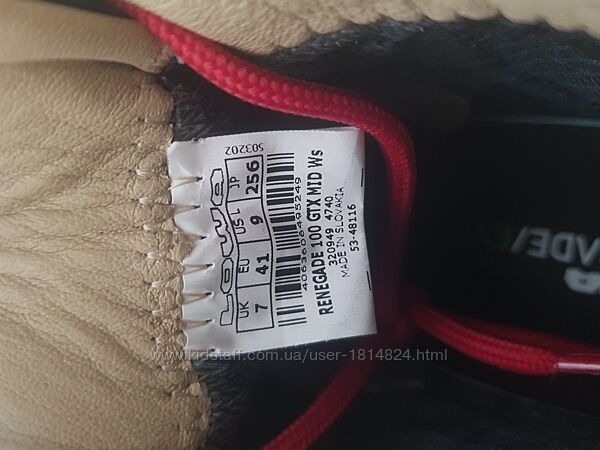 LOWA
UK EU US L JP
7 41 9 256
503202
4063606495249
RENEGADE 100 GTX MID Ws
320949 4740
MADE IN SLOVAKIA
53-48116
www.kidstaff.com.ua/user-1814824.html